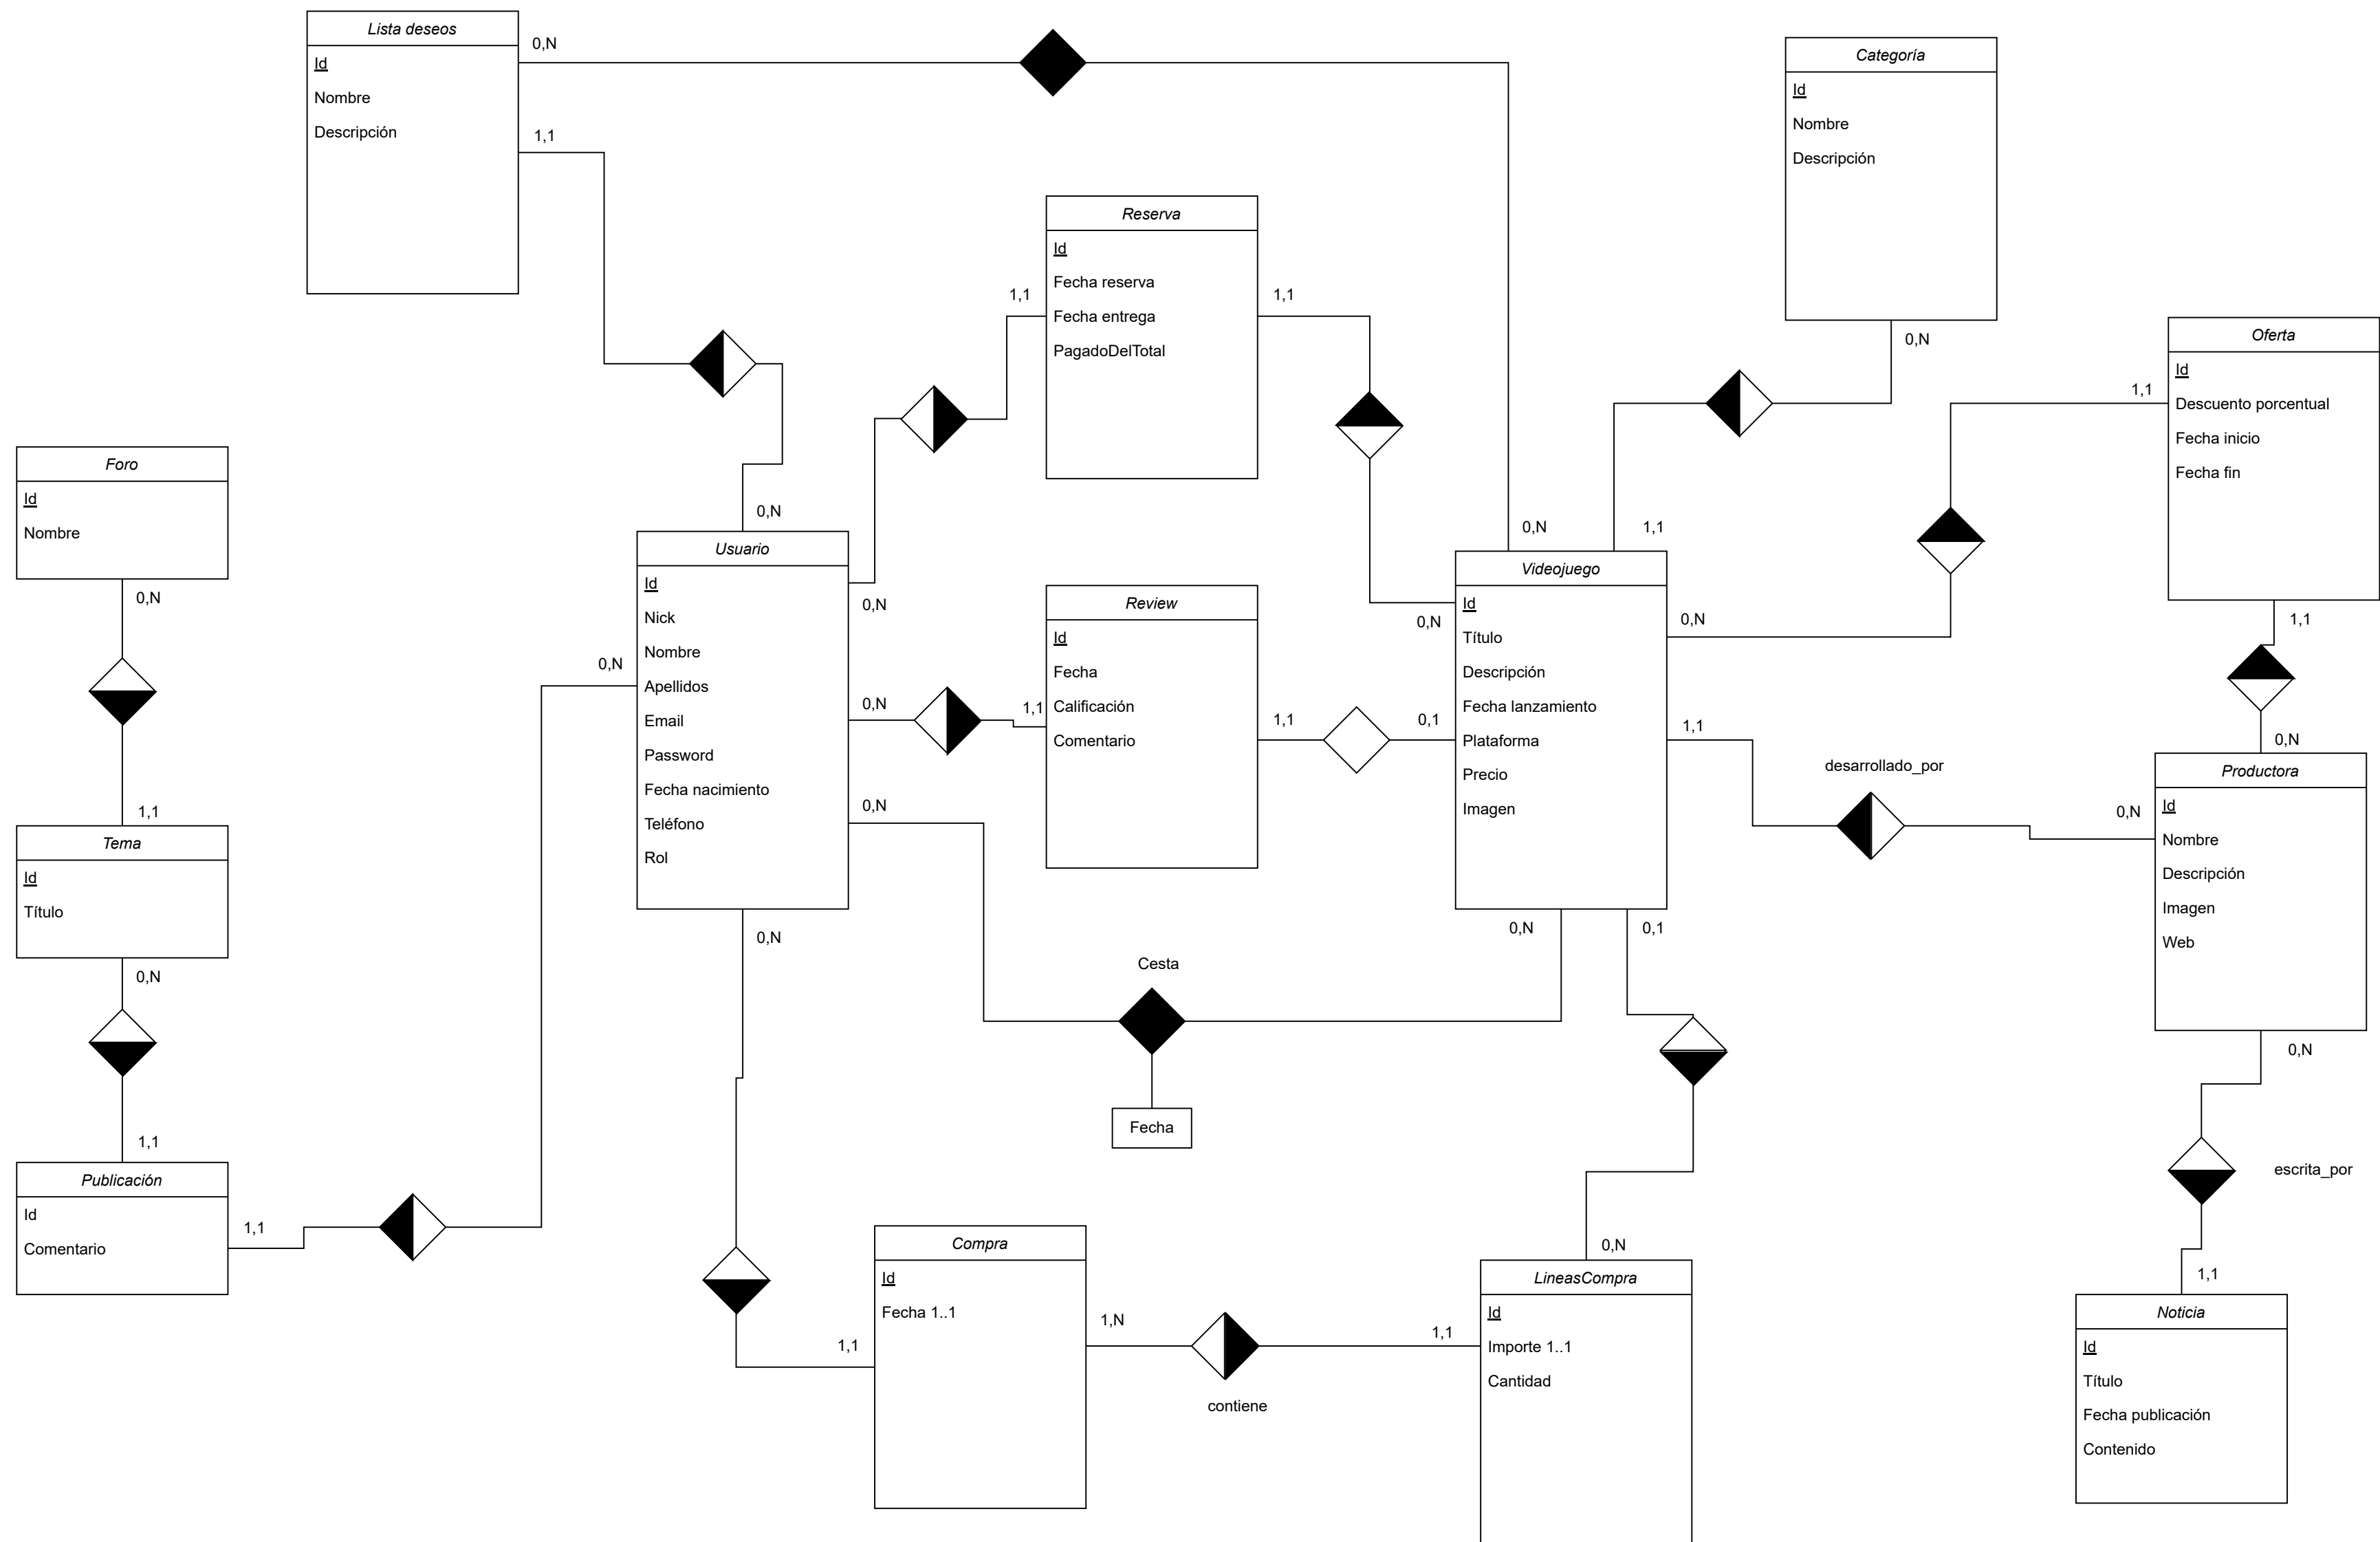 Lista deseos
Id
Nombre
Descripción
0,N
1,1
Categoría
Id
Nombre
Descripción
0,N
Reserva
Id
Fecha reserva
Fecha entrega
PagadoDelTotal
1,1
1,1
Oferta
Id
Descuento porcentual
Fecha inicio
Fecha fin
1,1
1,1
Foro
Id
Nombre
0,N
Usuario
Id
Nick
Nombre
Apellidos
Email
Password
Fecha nacimiento
Teléfono
Rol
0,N
0,N
0,N
0,N
0,N
0,N
Review
Id
Fecha
Calificación
Comentario
1,1
1,1
Videojuego
Id
Título
Descripción
Fecha lanzamiento
Plataforma
Precio
Imagen
0,N
1,1
0,N
0,N
0,1
1,1
0,N
0,1
desarrollado_por
Productora
Id
Nombre
Descripción
Imagen
Web
0,N
0,N
0,N
1,1
Tema
Id
Título
0,N
Cesta
Fecha
1,1
Publicación
Id
Comentario
1,1
Compra
Id
Fecha 1..1
1,1
1,N
contiene
LineasCompra
Id
Importe 1..1
Cantidad
0,N
1,1
escrita_por
1,1
Noticia
Id
Título
Fecha publicación
Contenido